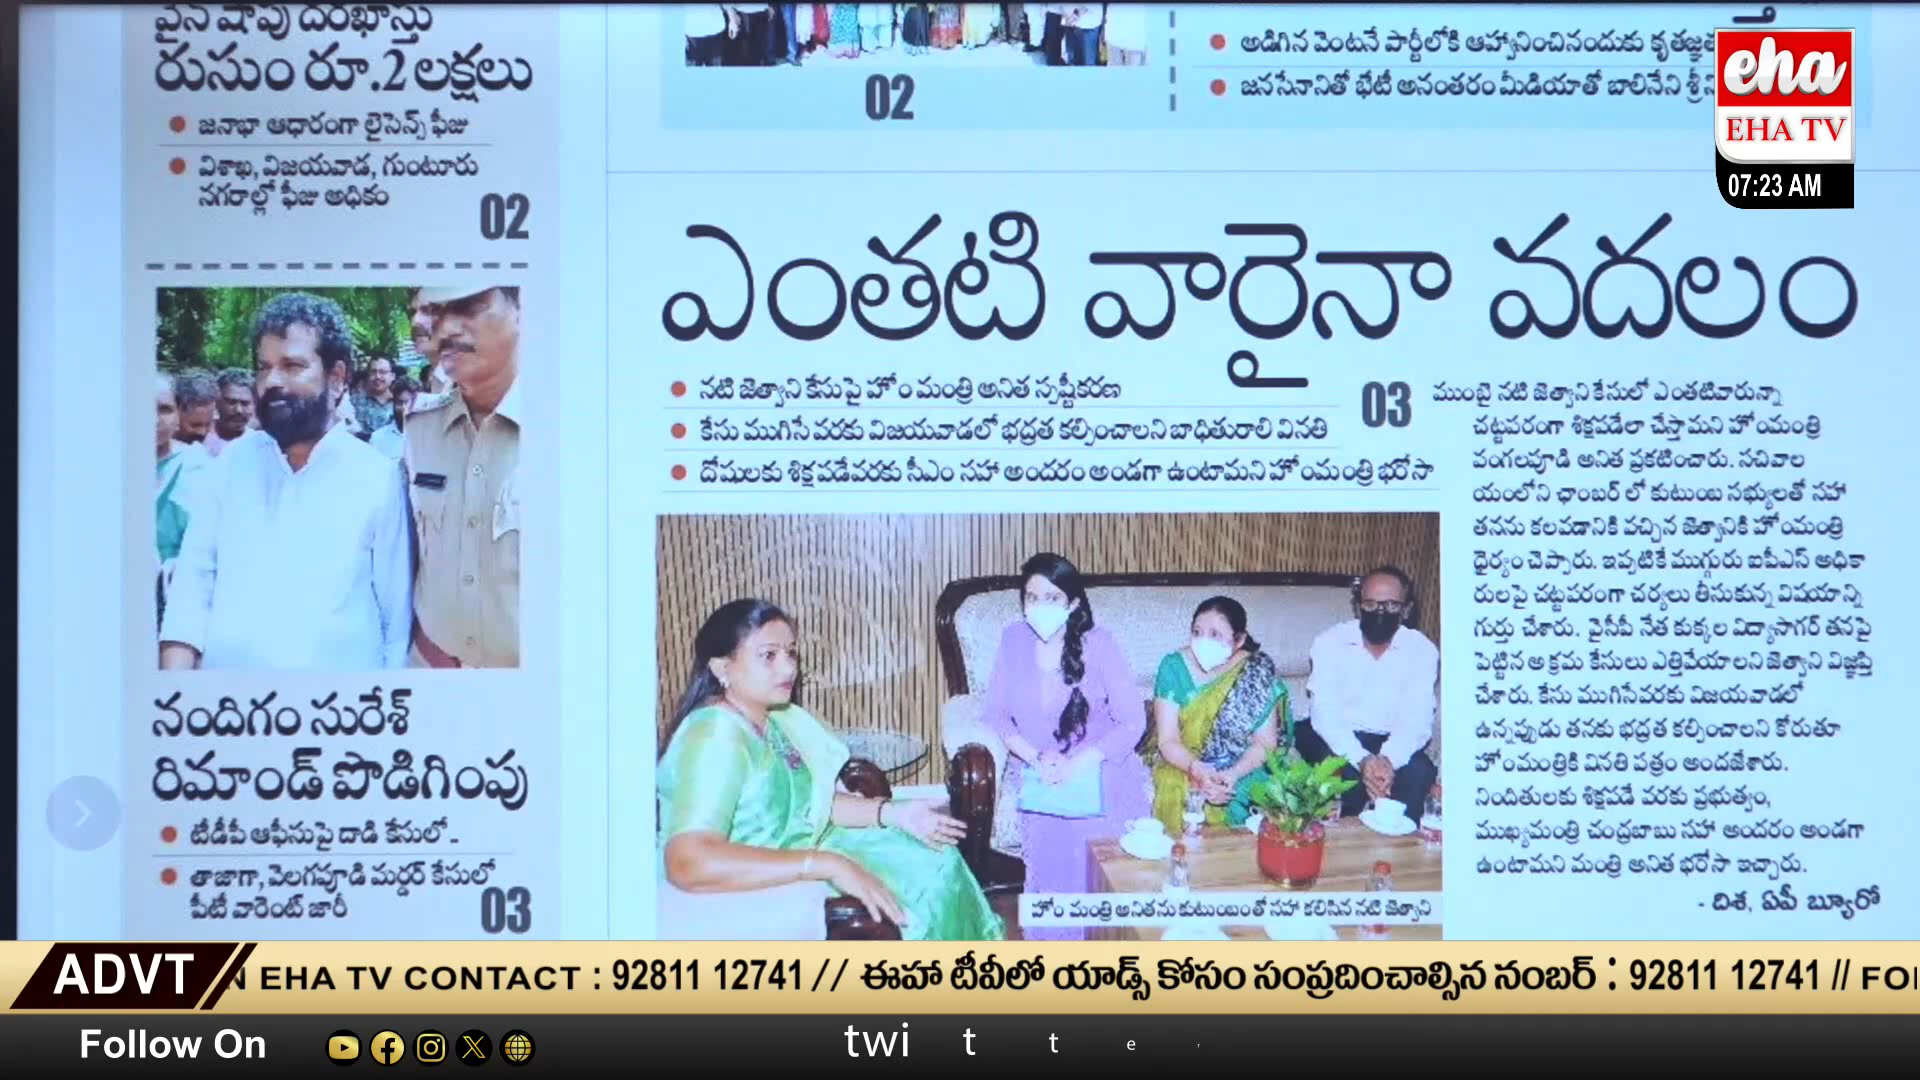 వైన్ షాపు దరఖాస్తు
రుసుం రూ.2 లక్షలు
జనాభా ఆధారంగా లైసెన్స్ ఫీజు
విశాఖ, విజయవాడ, గుంటూరు
నగరాల్లో ఫీజు అధికం
02
నందిగం సురేశ్
రిమాండ్ పొడిగింపు
టీడీపీ ఆఫీసుపై దాడి కేసులో..
తాజాగా, వెలగపూడి మర్డర్ కేసులో
పీటీ వారెంట్ జారీ
03
02
అడిగిన వెంటనే పార్టీలోకి ఆహ్వానించినందుకు
జనసేనానితో భేటీ అనంతరం మీడియాతో బాలినేని
ఎంతటి వారైనా వదలం
నటి జెత్వాని కేసుపై హోం మంత్రి అనిత స్పష్టీకరణ
కేసు ముగిసే వరకు విజయవాడలో భద్రత కల్పించాలని బాధితురాలి వినతి
దోషులకు శిక్షపడేవరకు సీఎం సహా అందరం అండగా ఉంటామని హోంమంత్రి భరోసా
03
ముంబై నటి జెత్వాని కేసులో ఎంతటివారున్నా
చట్టపరంగా శిక్షపడేలా చేస్తామని హోంమంత్రి
వంగలపూడి అనిత ప్రకటించారు. సచివాల
యంలోని ఛాంబర్ లో కుటుంబ సభ్యులతో సహా
తనను కలవడానికి వచ్చిన జెత్వానికి హోంమంత్రి
ధైర్యం చెప్పారు. ఇప్పటికే ముగ్గురు ఐపీఎస్ అధికా
రులపై చట్టపరంగా చర్యలు తీసుకున్న విషయాన్ని
గుర్తు చేశారు. వైసీపీ నేత కుక్కల విద్యాసాగర్ తనపై
పెట్టిన అక్రమ కేసులు ఎత్తివేయాలని జెత్వాని విజ్ఞప్తి
చేశారు. కేసు ముగిసేవరకు విజయవాడలో
ఉన్నప్పుడు తనకు భద్రత కల్పించాలని కోరుతూ
హోంమంత్రికి వినతి పత్రం అందజేశారు.
నిందితులకు శిక్షపడే వరకు ప్రభుత్వం,
ముఖ్యమంత్రి చంద్రబాబు సహా అందరం అండగా
ఉంటామని మంత్రి అనిత భరోసా ఇచ్చారు.
- దిశ, ఏపీ బ్యూరో
హోం మంత్రి అనితను కుటుంబంతో సహా కలిసిన నటి జెత్వాని
eha
EHA TV
07:23 AM
ADVT
N EHA TV CONTACT : 92811 12741 // ఈహా టీవీలో యాడ్స్ కోసం సంప్రదించాల్సిన నంబర్ : 92811 12741 // FO
Follow On
twitte